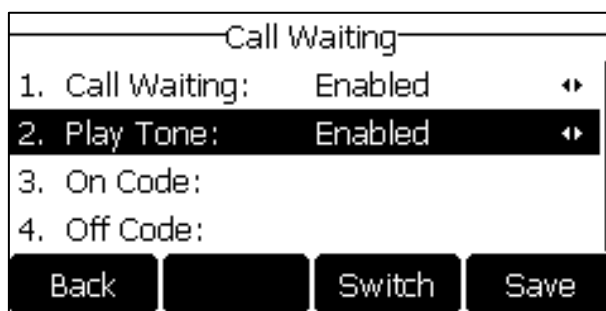 Call Waiting
1. Call Waiting: Enabled
2. Play Tone: Enabled
3. On Code:
4. Off Code:
Back Switch Save